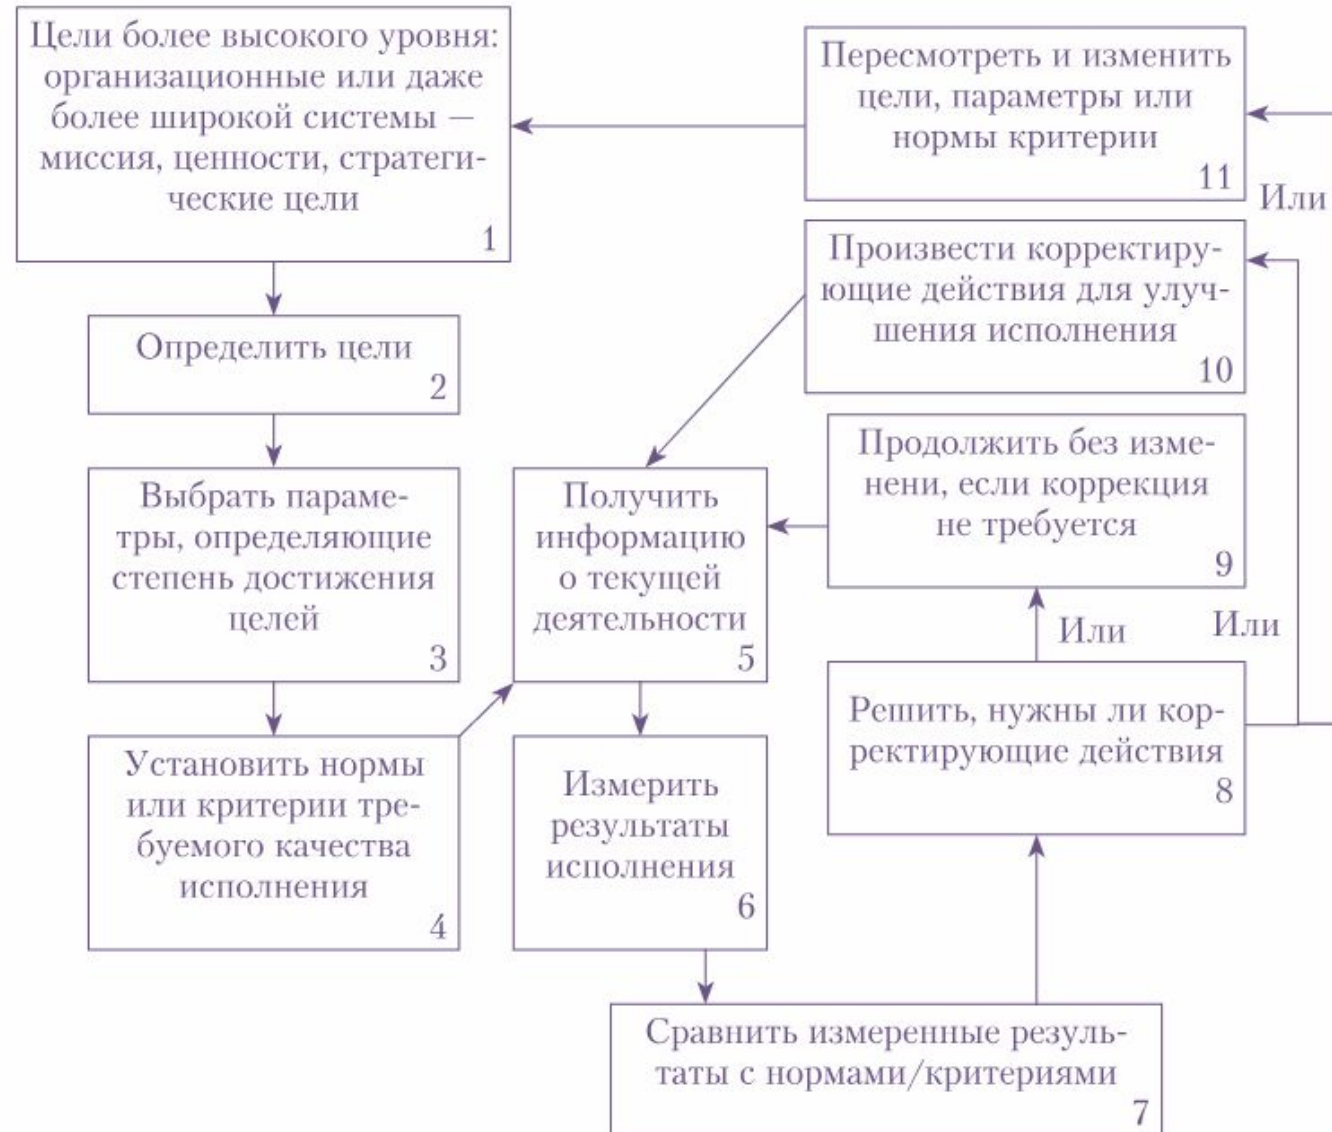 Цели более высокого уровня:
организационные или даже
более широкой системы —
миссия, ценности, стратеги-
ческие цели
1
Определить цели
2
Выбрать параме-
тры, определяющие
степень достижения
целей
3
Установить нормы
или критерии тре-
буемого качества
исполнения
4
Получить
информацию
о текущей
деятельности
5
Измерить
результаты
исполнения
6
Сравнить измеренные резуль-
таты с нормами/критериями
7
Решить, нужны ли кор-
ректирующие действия
8
Или
Или
Продолжить без изме-
нени, если коррекция
не требуется
9
Произвести корректиру-
ющие действия для улуч-
шения исполнения
10
Или
Пересмотреть и изменить
цели, параметры или
нормы критерии
11